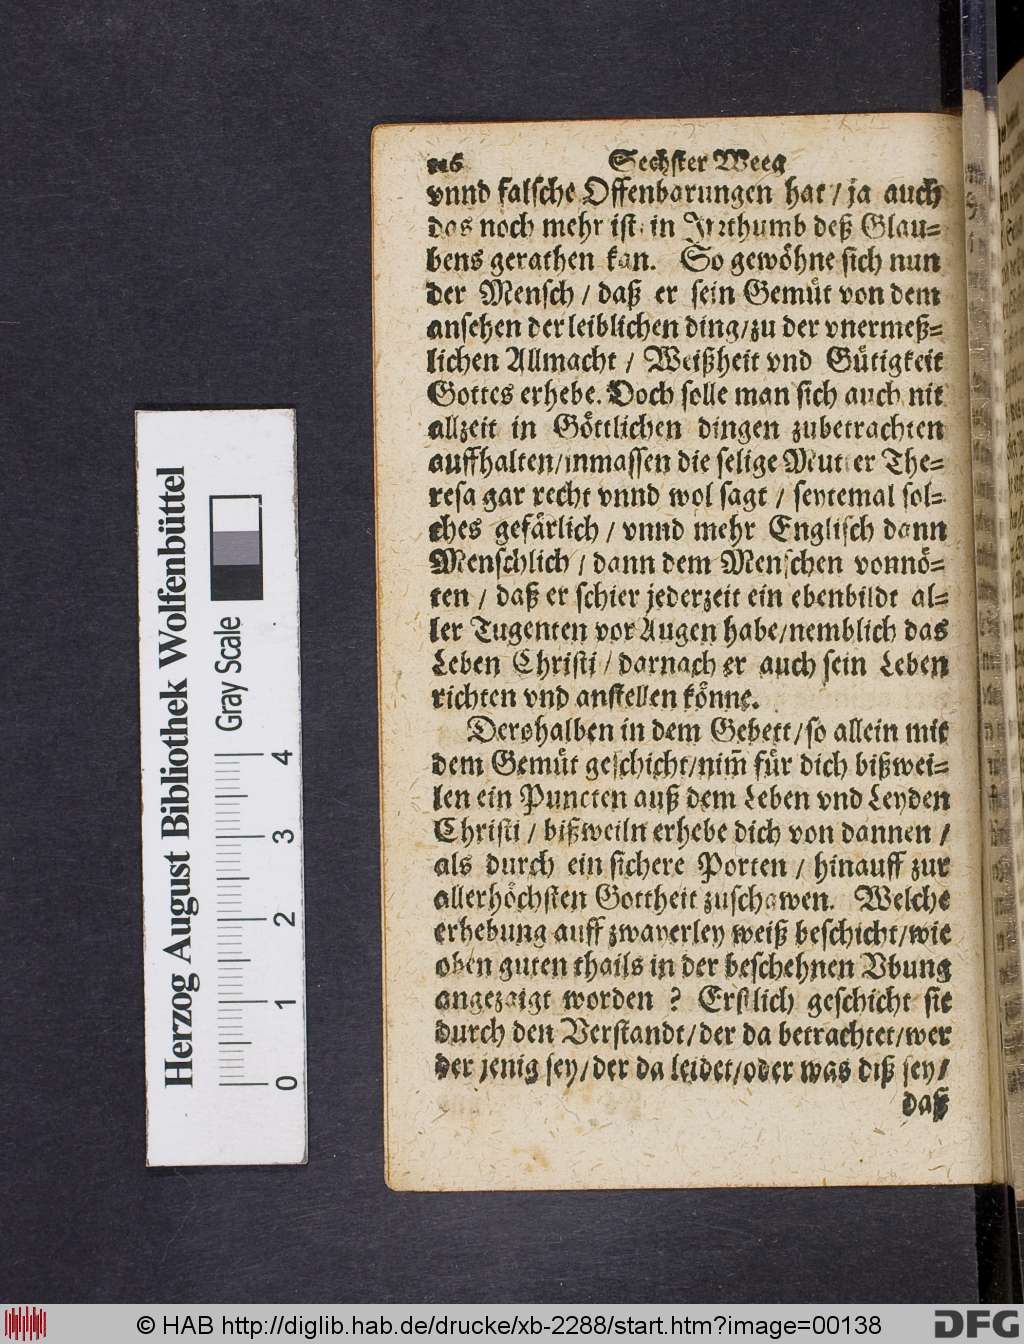 116 Sechster Weeg
vnnd falsche Offenbarungen hat / ja auch
das noch mehr ist / in Irrthumb deß Glau-
bens gerathen kan. So gewöhne sich nun
der Mensch / daß er sein Gemüt von dem
ansehen der leiblichen ding/zu der vnermeß-
lichen Allmacht / Weißheit vnd Gütigkeit
Gottes erhebe. Doch solle man sich auch nit
allzeit in Göttlichen dingen zubetrachten
auffhalten/inmassen die selige Mutter The-
resa gar recht vnnd wol sagt / seytemal sol-
ches gefärlich / vnnd mehr Englisch dann
Menschlich / dann dem Menschen vonnö-
ten / daß er schier jederzeit ein ebenbildt al-
ler Tugenten vor Augen habe/nemblich das
Leben Christi / darnach er auch sein Leben
richten vnd anstellen könne.
Derohalben in dem Gebett/so allein mit
dem Gemüt geschicht/nim̄ für dich bißwei-
len ein Puncten auß dem Leben vnd Leyden
Christi / bißweiln erhebe dich von dannen /
als durch ein sichere Porten / hinauff zur
allerhöchsten Gottheit zuschawen. Welche
erhebung auff zwayerley weiß beschicht/wie
oben guten thails in der beschehnen Vbung
angezaigt worden ? Erstlich geschicht sie
durch den Verstandt/der da betrachtet/wer
der jenig sey/der da leidet/oder was diß sey/
daß
Herzog August Bibliothek Wolfenbüttel
Gray Scale
0 1 2 3 4
© HAB http://diglib.hab.de/drucke/xb-2288/start.htm?image=00138
DFG